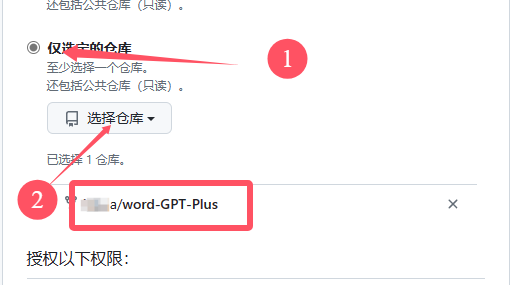 还包括公共仓库（只读）。
仅选定的仓库
1
至少选择一个仓库。
还包括公共仓库（只读）。
选择仓库
已选择 1 仓库。
2
a/word-GPT-Plus
授权以下权限：